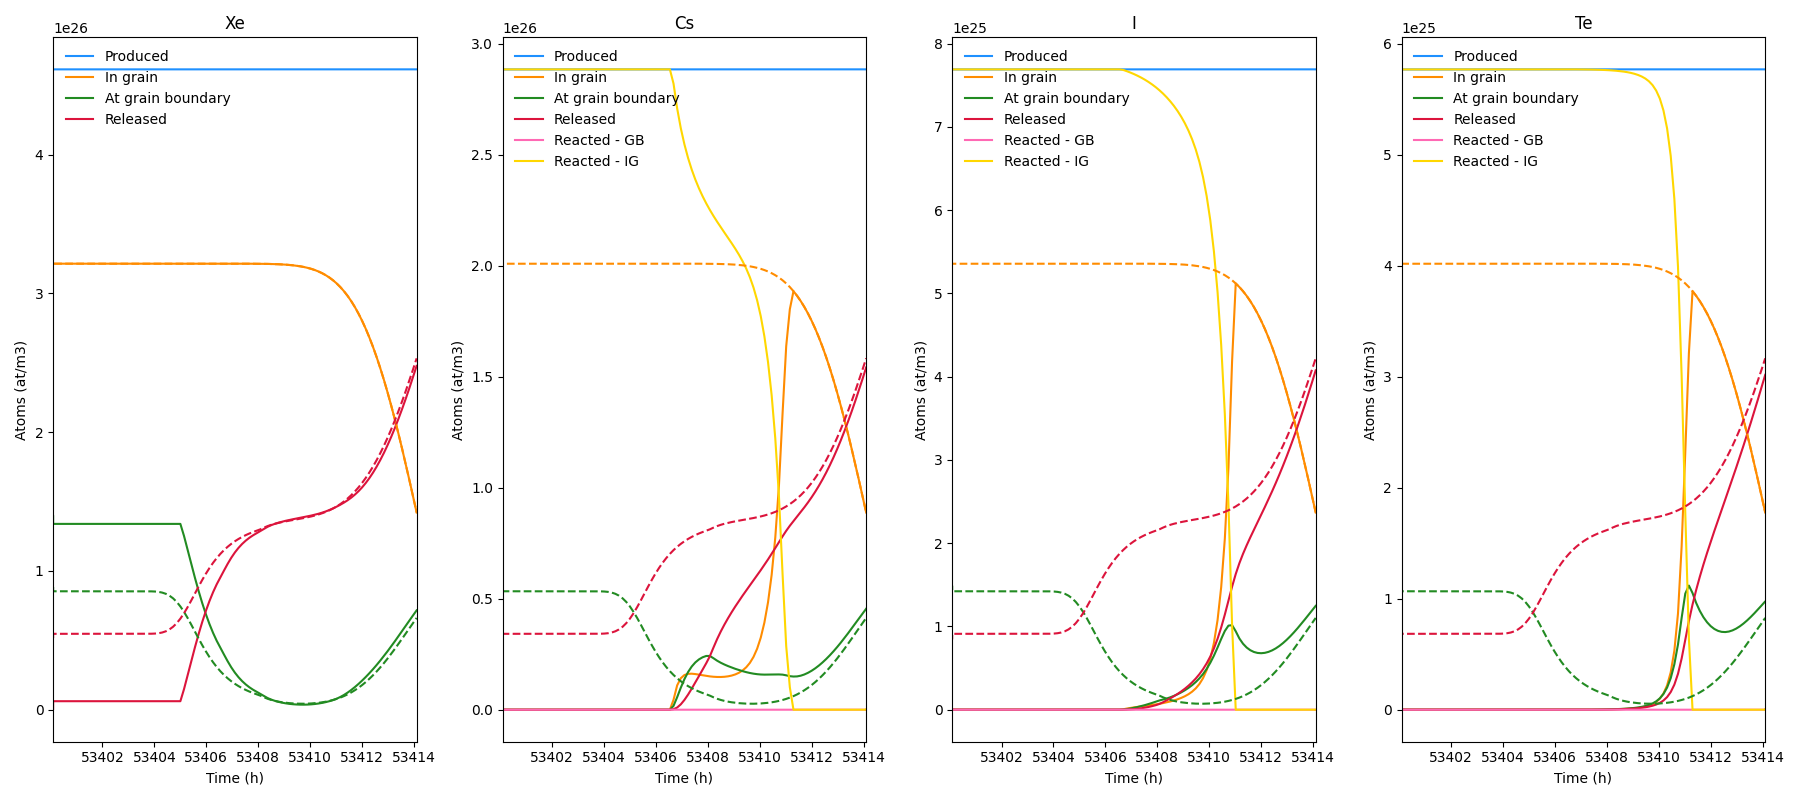 Xe
1e26
Produced
In grain
At grain boundary
Released
4
3
2
1
0
Atoms (at/m3)
53402 53404 53406 53408 53410 53412 53414
Time (h)
Cs
1e26
Produced
In grain
At grain boundary
Released
Reacted - GB
Reacted - IG
3.0
2.5
2.0
1.5
1.0
0.5
0.0
Atoms (at/m3)
53402 53404 53406 53408 53410 53412 53414
Time (h)
I
1e25
Produced
In grain
At grain boundary
Released
Reacted - GB
Reacted - IG
8
7
6
5
4
3
2
1
0
Atoms (at/m3)
53402 53404 53406 53408 53410 53412 53414
Time (h)
Te
1e25
Produced
In grain
At grain boundary
Released
Reacted - GB
Reacted - IG
6
5
4
3
2
1
0
Atoms (at/m3)
53402 53404 53406 53408 53410 53412 53414
Time (h)